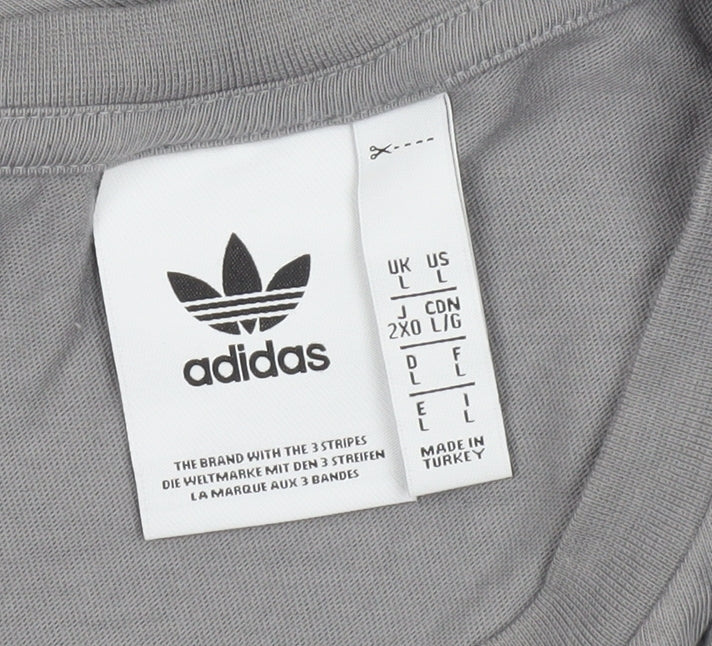 adidas
THE BRAND WITH THE 3 STRIPES
DIE WELTMARKE MIT DEN 3 STREIFEN
LA MARQUE AUX 3 BANDES
UK US
L L
J CDN
2XO L/G
D F
L L
E I
L L
MADE IN
TURKEY